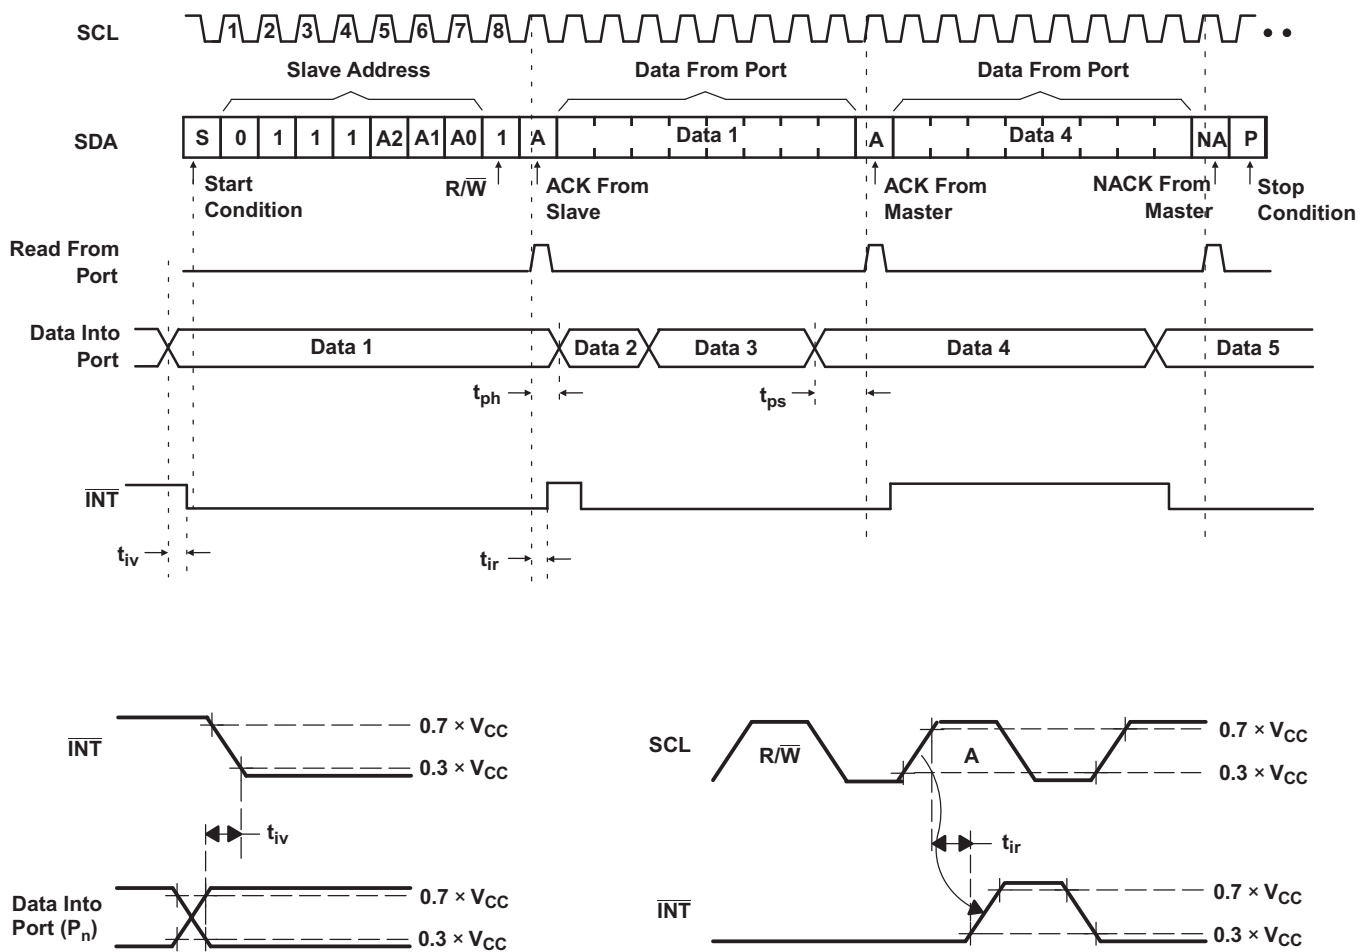 SCL
1 2 3 4 5 6 7 8
Slave Address
Data From Port
Data From Port
SDA
S 0 1 1 1 A2 A1 A0 1 A Data 1 A Data 4 NA P
Start
Condition
R/W̅
ACK From
Slave
ACK From
Master
NACK From
Master
Stop
Condition
Read From
Port
Data Into
Port
Data 1 Data 2 Data 3 Data 4 Data 5
tph
tps
I̅N̅T̅
tiv
tir
I̅N̅T̅
0.7 × VCC
0.3 × VCC
tiv
Data Into
Port (Pn)
0.7 × VCC
0.3 × VCC
SCL
R/W̅
A
0.7 × VCC
0.3 × VCC
tir
I̅N̅T̅
0.7 × VCC
0.3 × VCC